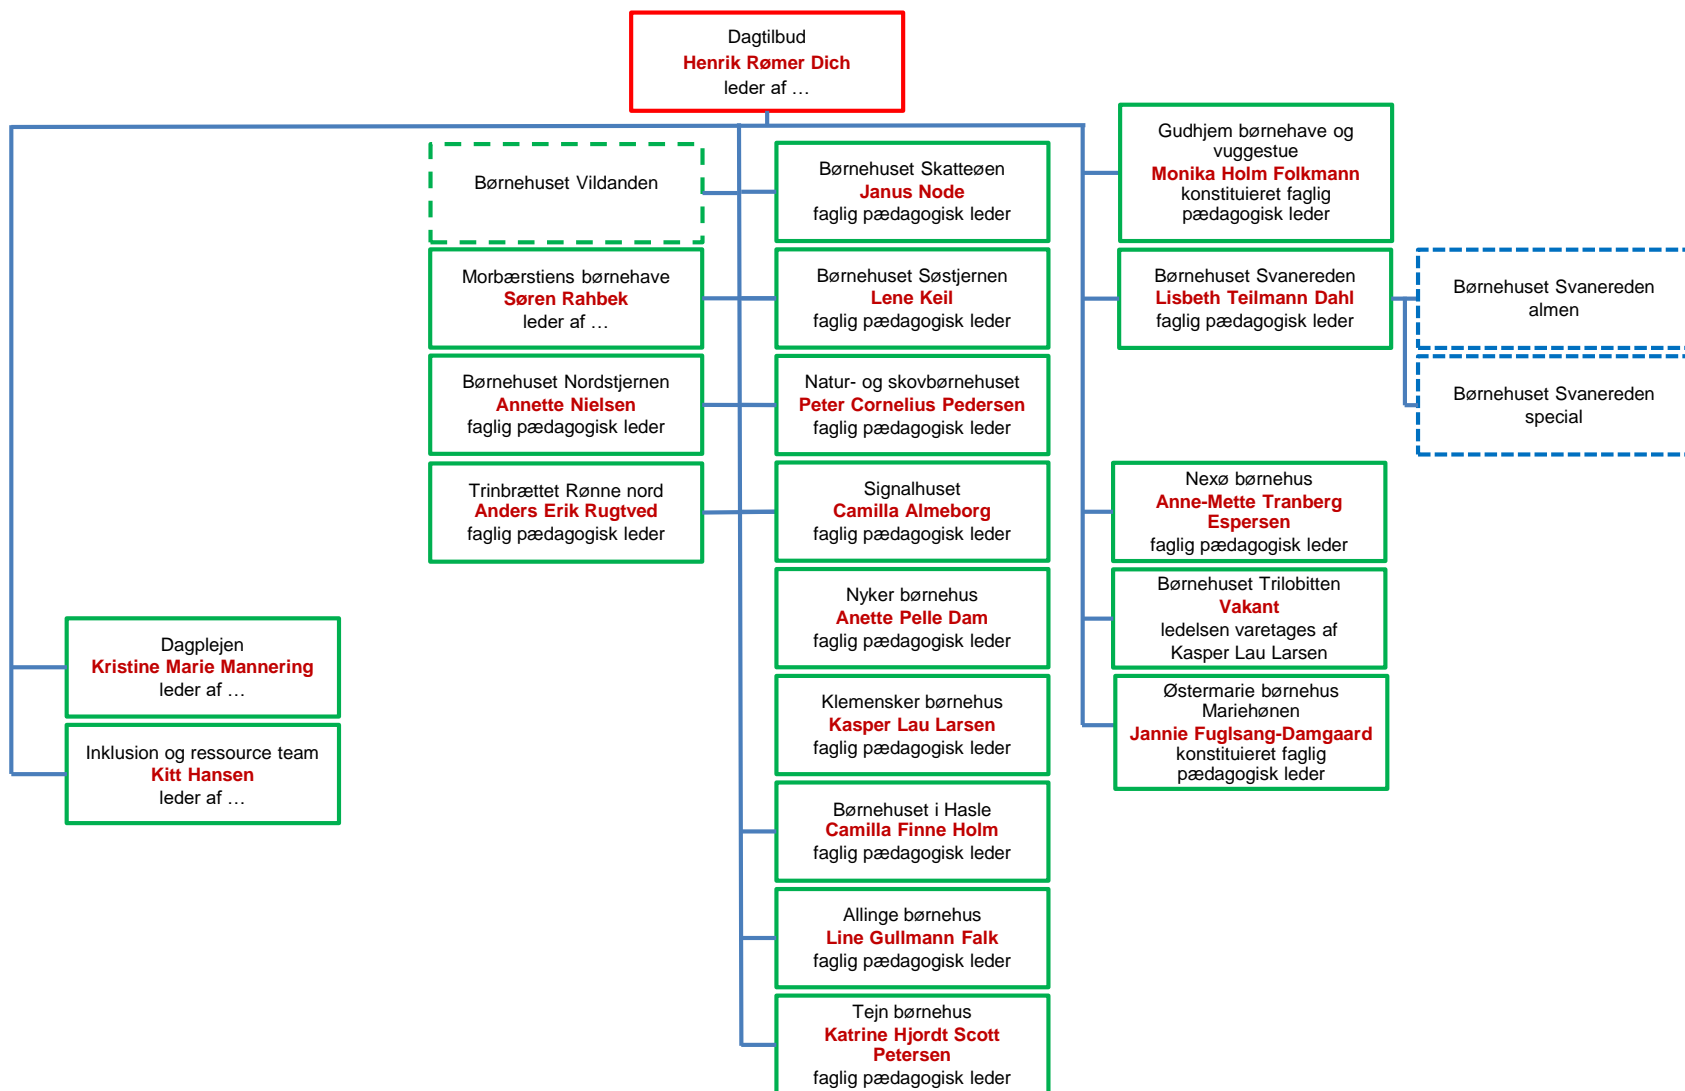 Dagtilbud
Henrik Rømer Dich
leder af …
Børnehuset Vildanden
Morbærstiens børnehave
Søren Rahbek
leder af …
Børnehuset Nordstjernen
Annette Nielsen
faglig pædagogisk leder
Trinbrættet Rønne nord
Anders Erik Rugtved
faglig pædagogisk leder
Dagplejen
Kristine Marie Mannering
leder af …
Inklusion og ressource team
Kitt Hansen
leder af …
Børnehuset Skatteøen
Janus Node
faglig pædagogisk leder
Børnehuset Søstjernen
Lene Keil
faglig pædagogisk leder
Natur- og skovbørnehuset
Peter Cornelius Pedersen
faglig pædagogisk leder
Signalhuset
Camilla Almeborg
faglig pædagogisk leder
Nyker børnehus
Anette Pelle Dam
faglig pædagogisk leder
Klemensker børnehus
Kasper Lau Larsen
faglig pædagogisk leder
Børnehuset i Hasle
Camilla Finne Holm
faglig pædagogisk leder
Allinge børnehus
Line Gullmann Falk
faglig pædagogisk leder
Tejn børnehus
Katrine Hjordt Scott
Petersen
faglig pædagogisk leder
Gudhjem børnehave og
vuggestue
Monika Holm Folkmann
konstituieret faglig
pædagogisk leder
Børnehuset Svanereden
Lisbeth Teilmann Dahl
faglig pædagogisk leder
Børnehuset Svanereden
almen
Børnehuset Svanereden
special
Nexø børnehus
Anne-Mette Tranberg
Espersen
faglig pædagogisk leder
Børnehuset Trilobitten
Vakant
ledelsen varetages af
Kasper Lau Larsen
Østermarie børnehus
Mariehønen
Jannie Fuglsang-Damgaard
konstituieret faglig
pædagogisk leder